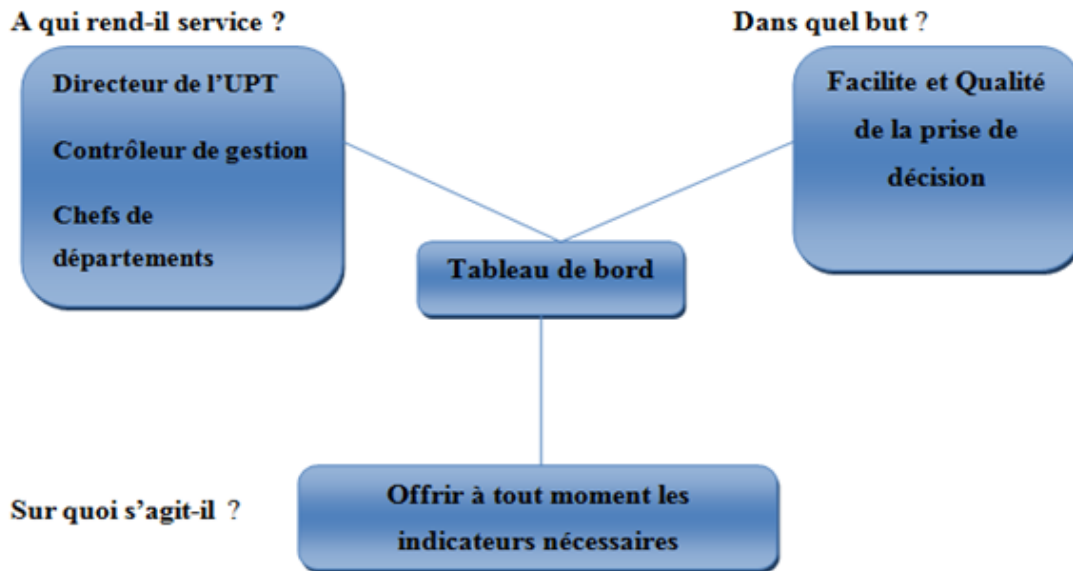 A qui rend-il service ?
Directeur de l’UPT
Contrôleur de gestion
Chefs de
départements
Dans quel but ?
Facilite et Qualité
de la prise de
décision
Tableau de bord
Sur quoi s’agit-il ?
Offrir à tout moment les
indicateurs nécessaires